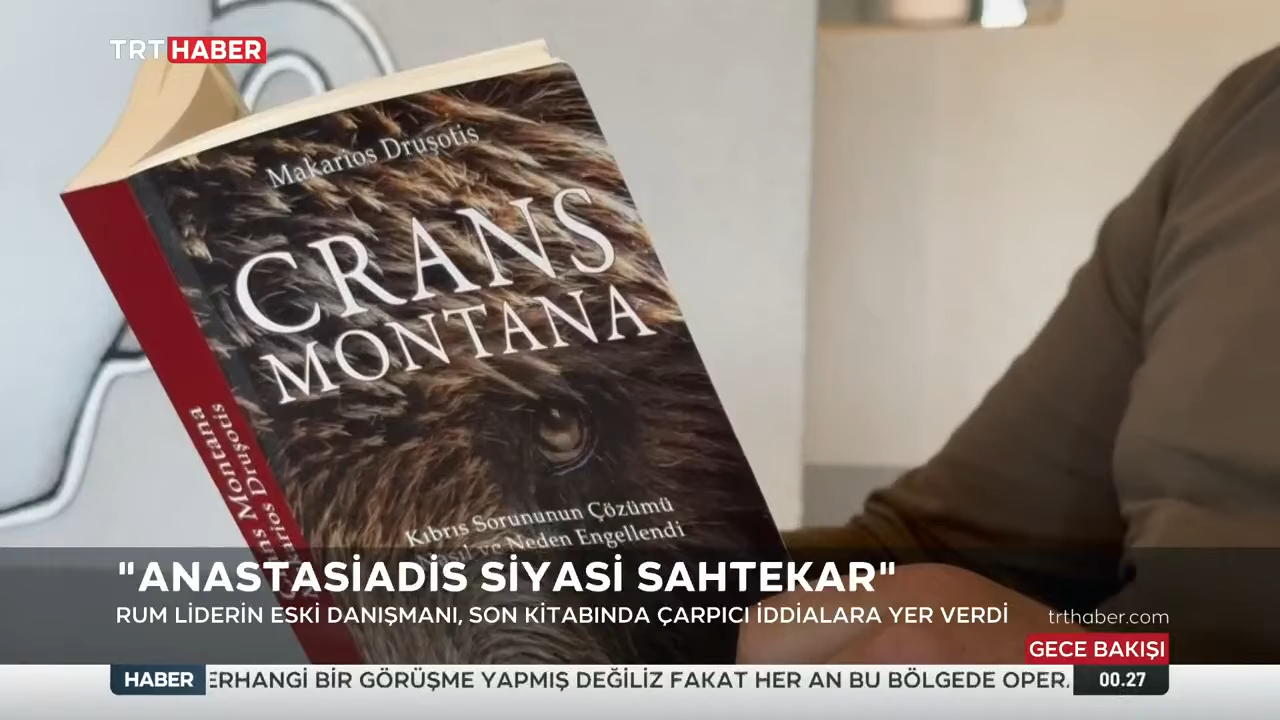 TRT HABER
Makarios Druşotis
CRANS
MONTANA
Crans Montana
Makarios Druşotis
Kıbrıs Sorununun Çözümü
Nasıl ve Neden Engellendi
"ANASTASİADİS SİYASİ SAHTEKAR"
RUM LİDERİN ESKİ DANIŞMANI, SON KİTABINDA ÇARPICI İDDİALARA YER VERDİ
trthaber.com
GECE BAKIŞI
HABER
ERHANGİ BİR GÖRÜŞME YAPMIŞ DEĞİLİZ FAKAT HER AN BU BÖLGEDE OPER
00.27